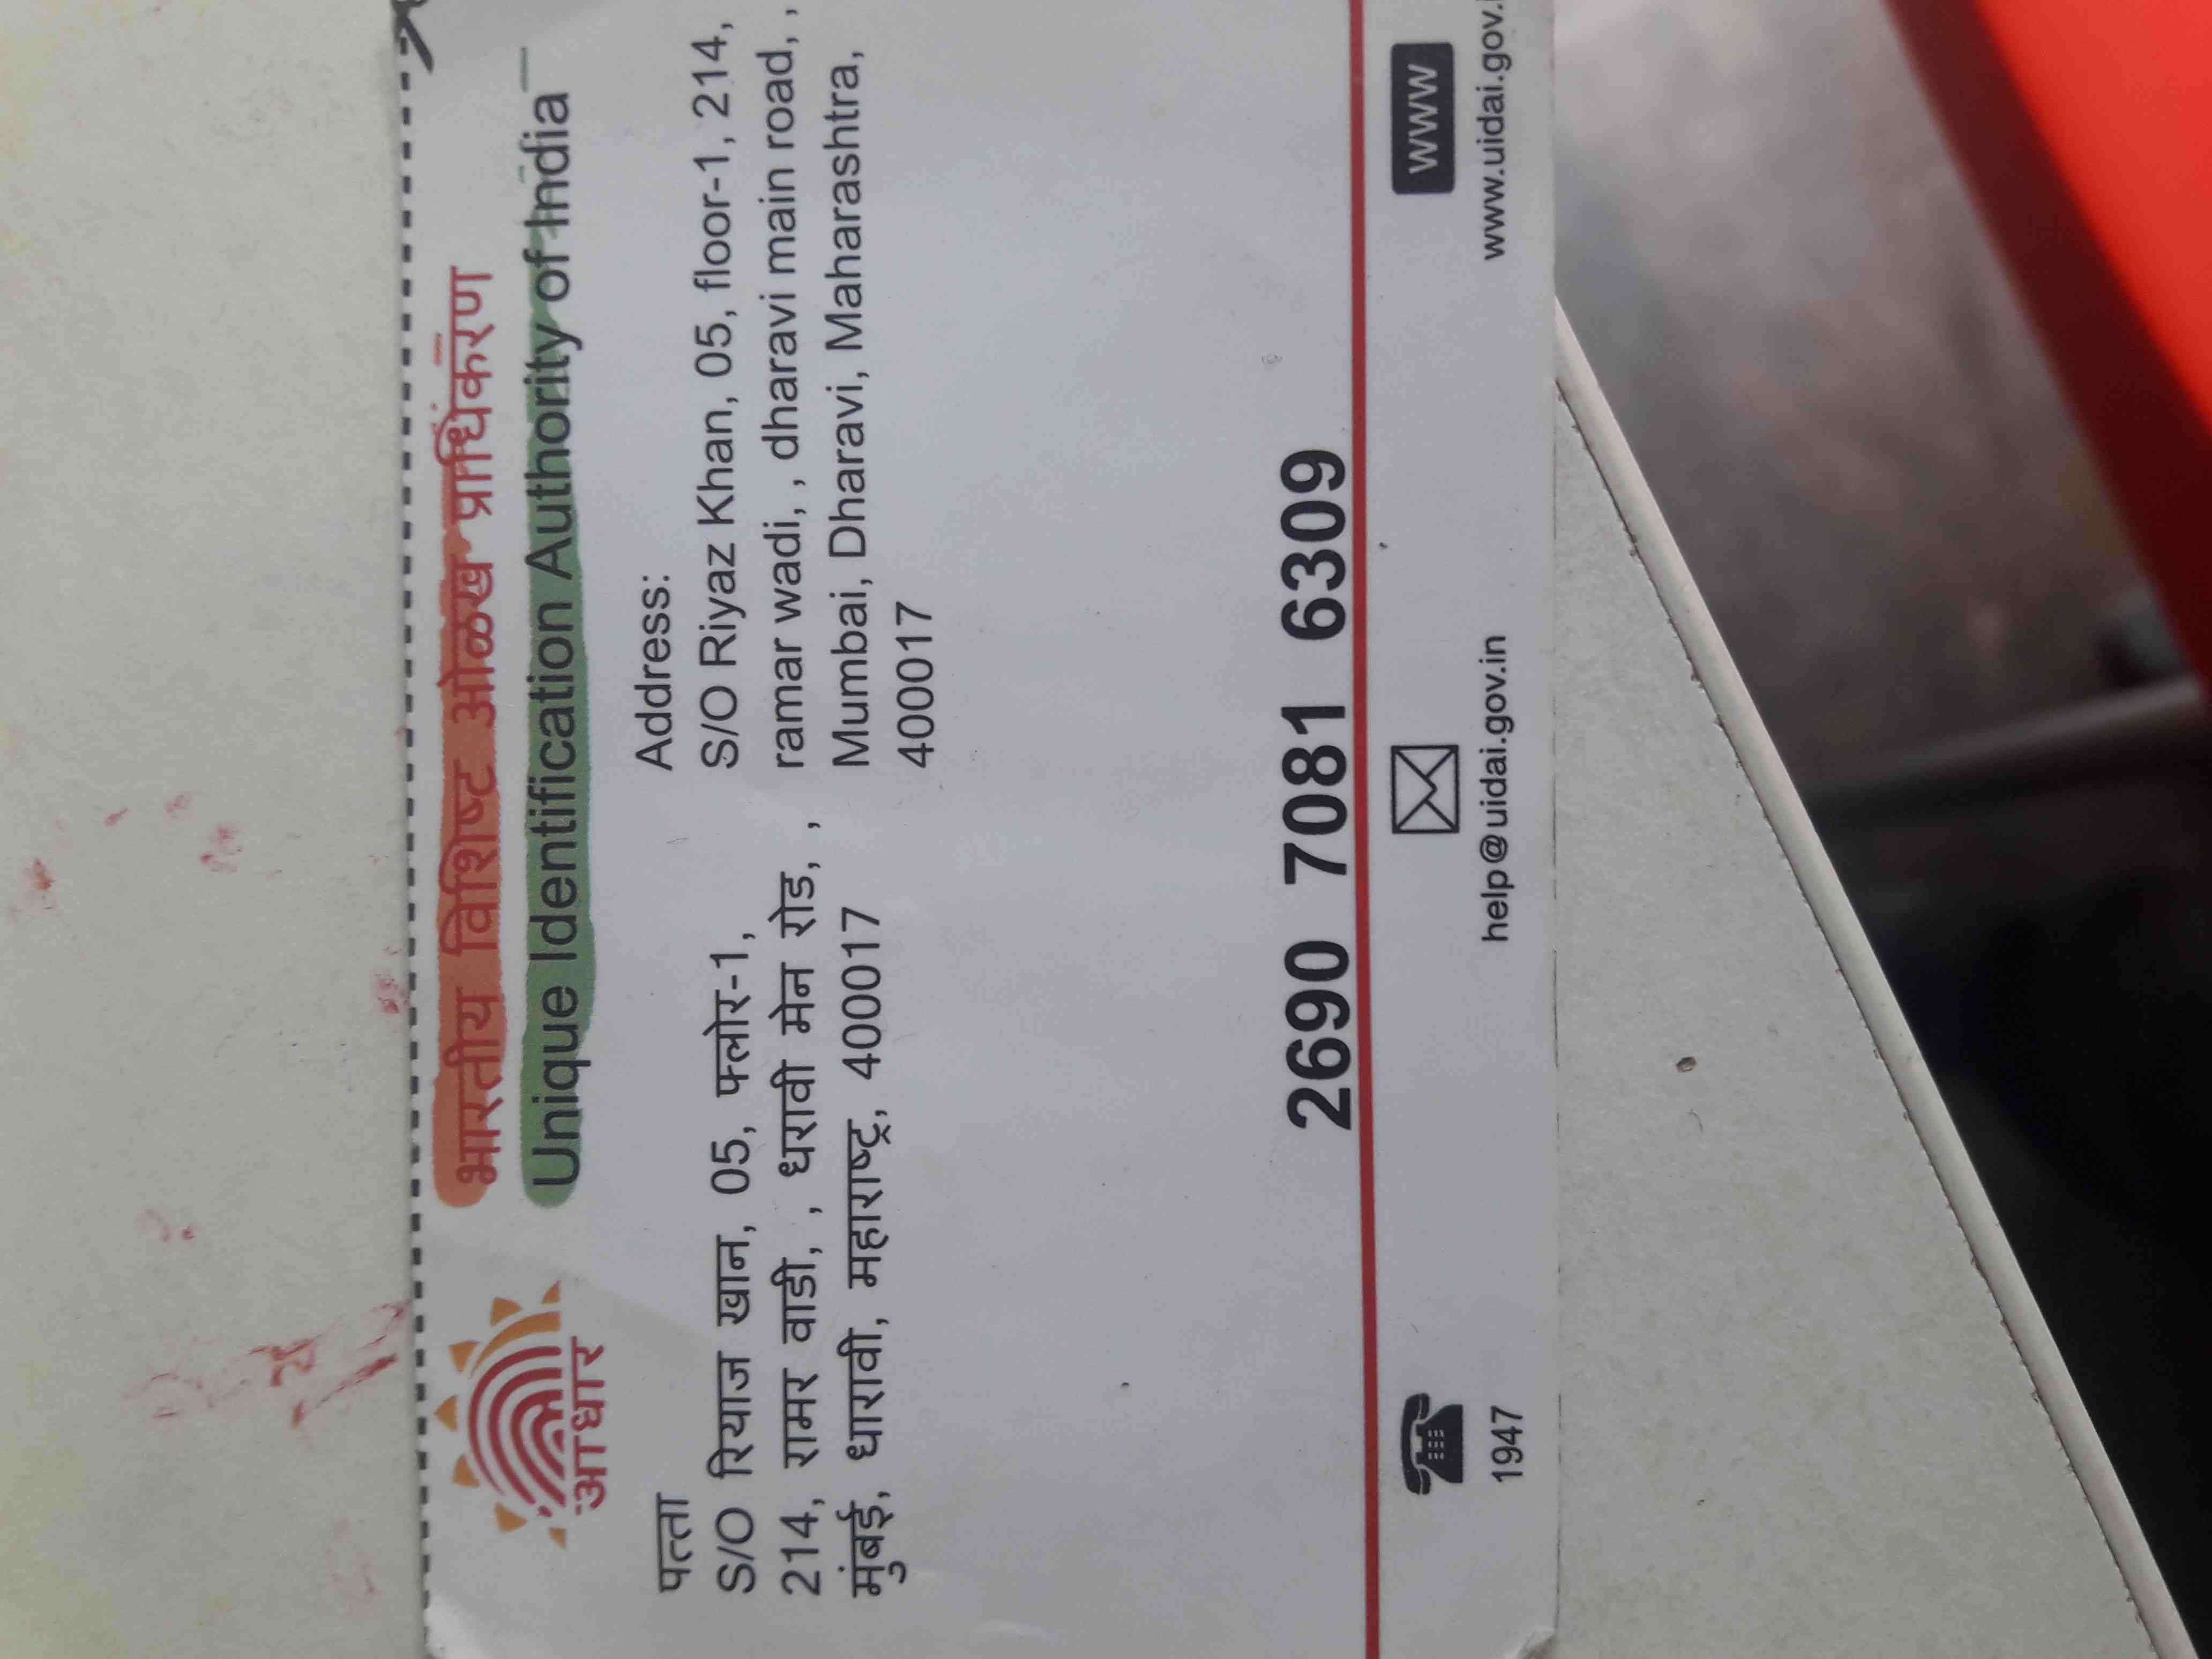 भारतीय विशिष्ट ओळख प्राधिकरण
Unique Identification Authority of India
आधार
पत्ता
S/O रियाज खान, 05, फ्लोर-1,
214, रामर वाडी, , धरावी मेन रोड, ,
मुंबई, धारावी, महाराष्ट्र, 400017
Address:
S/O Riyaz Khan, 05, floor-1, 214,
ramar wadi, , dharavi main road, ,
Mumbai, Dharavi, Maharashtra,
400017
2690 7081 6309
1947
help@uidai.gov.in
www
www.uidai.gov.